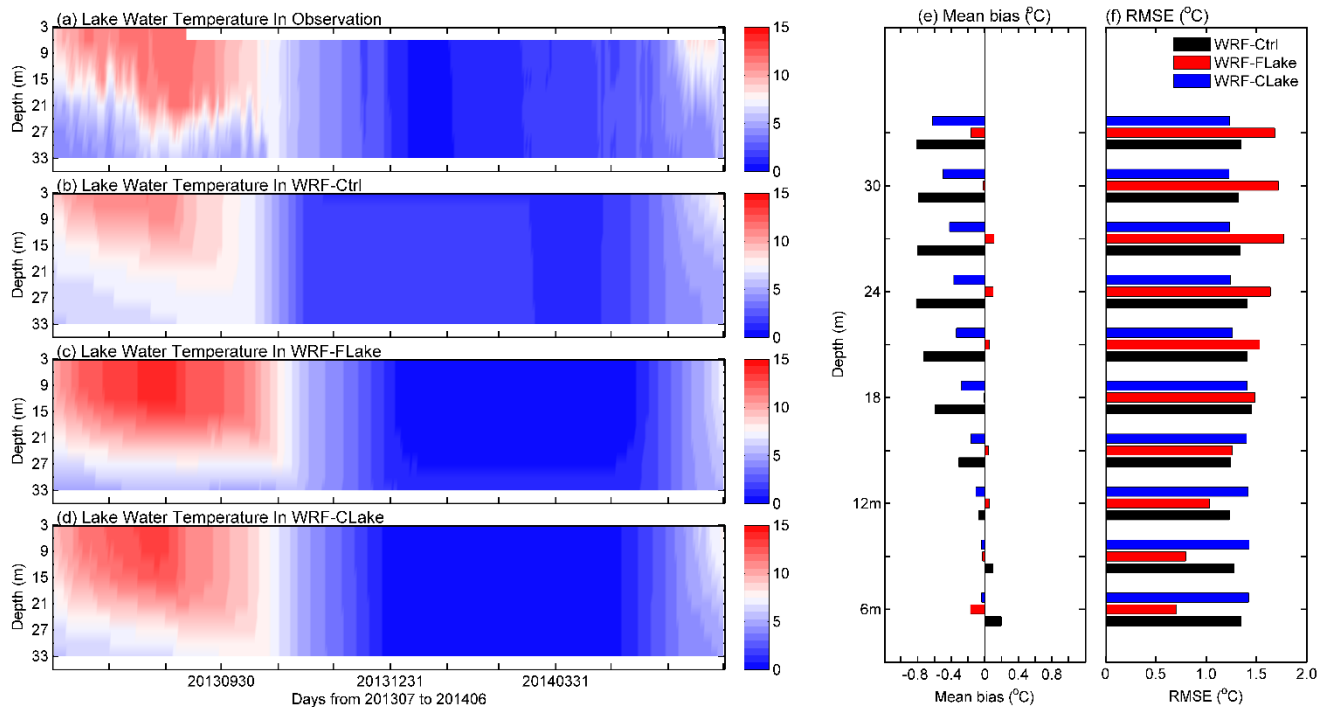 (a) Lake Water Temperature In Observation
3
9
15
21
27
33
Depth (m)
15
10
5
0
(b) Lake Water Temperature In WRF-Ctrl
3
9
15
21
27
33
Depth (m)
15
10
5
0
(c) Lake Water Temperature In WRF-FLake
3
9
15
21
27
33
Depth (m)
15
10
5
0
(d) Lake Water Temperature In WRF-CLake
3
9
15
21
27
33
Depth (m)
15
10
5
0
20130930 20131231 20140331
Days from 201307 to 201406
(e) Mean bias (°C)
Depth (m)
30
24
18
12m
6m
-0.8 -0.4 0 0.4 0.8
Mean bias (°C)
(f) RMSE (°C)
WRF-Ctrl
WRF-FLake
WRF-CLake
0 0.5 1.0 1.5 2.0
RMSE (°C)